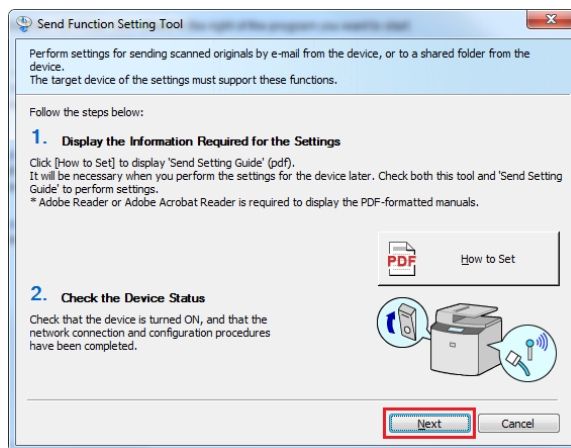 Send Function Setting Tool
Perform settings for sending scanned originals by e-mail from the device, or to a shared folder from the
device.
The target device of the settings must support these functions.
Follow the steps below:
1. Display the Information Required for the Settings
Click [How to Set] to display 'Send Setting Guide' (pdf).
It will be necessary when you perform the settings for the device later. Check both this tool and 'Send Setting
Guide' to perform settings.
* Adobe Reader or Adobe Acrobat Reader is required to display the PDF-formatted manuals.
PDF How to Set
2. Check the Device Status
Check that the device is turned ON, and that the
network connection and configuration procedures
have been completed.
Next Cancel